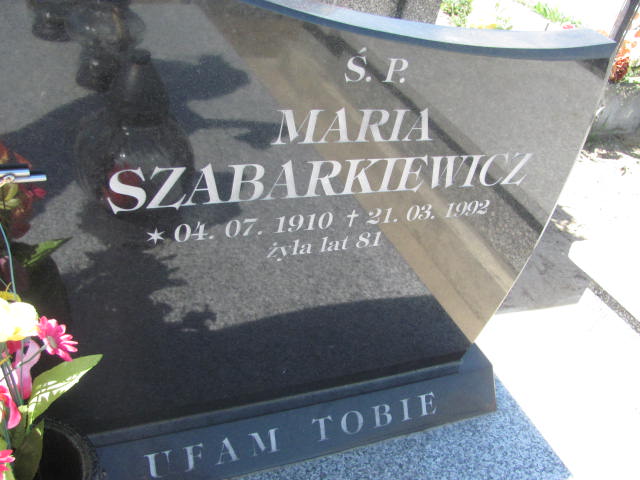 Ś. P.
MARIA
SZABARKIEWICZ
✶ 04. 07. 1910 ✝ 21. 03. 1992
żyła lat 81
UFAM TOBIE